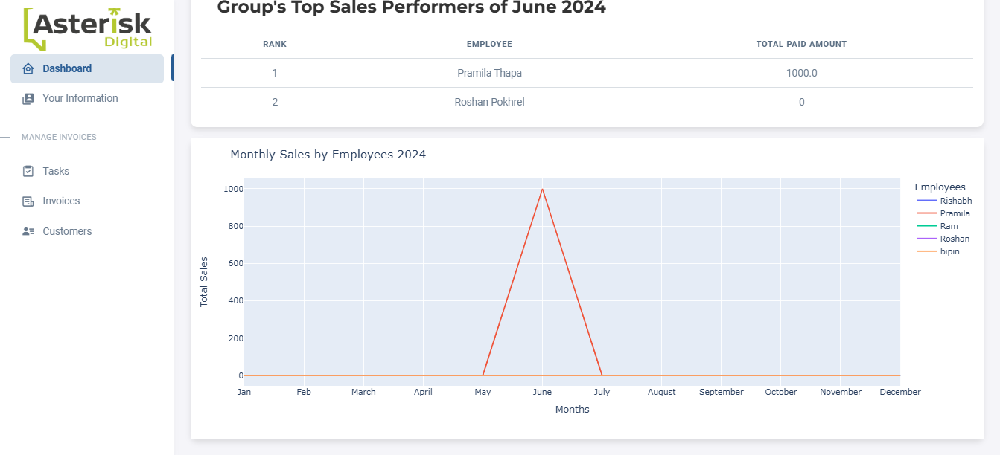 Asterisk
Digital
Dashboard
Your Information
MANAGE INVOICES
Tasks
Invoices
Customers
Group's Top Sales Performers of June 2024
RANK EMPLOYEE TOTAL PAID AMOUNT
1 Pramila Thapa 1000.0
2 Roshan Pokhrel 0
Monthly Sales by Employees 2024
1000
800
600
400
200
0
Total Sales
Jan Feb March April May June July August September October November December
Months
Employees
Rishabh
Pramila
Ram
Roshan
bipin